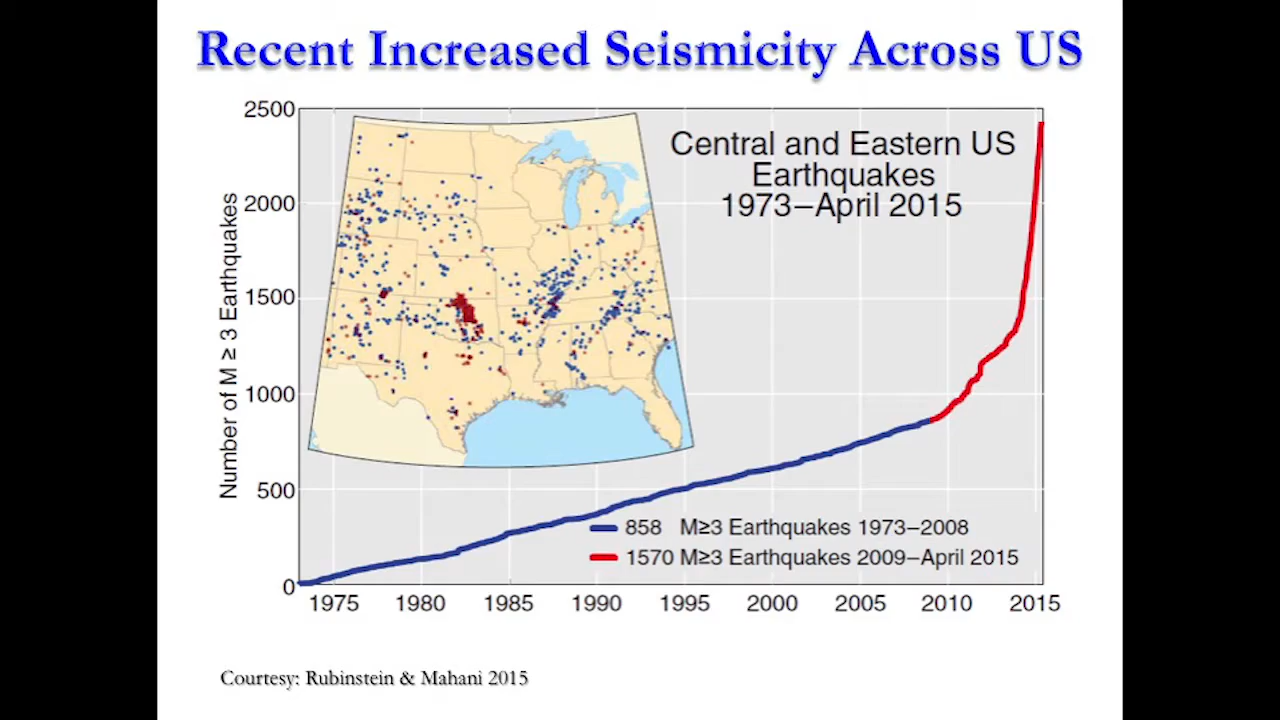 Recent Increased Seismicity Across US
2500
2000
1500
1000
500
0
Number of M ≥ 3 Earthquakes
Central and Eastern US
Earthquakes
1973–April 2015
858 M≥3 Earthquakes 1973–2008
1570 M≥3 Earthquakes 2009–April 2015
1975 1980 1985 1990 1995 2000 2005 2010 2015
Courtesy: Rubinstein & Mahani 2015